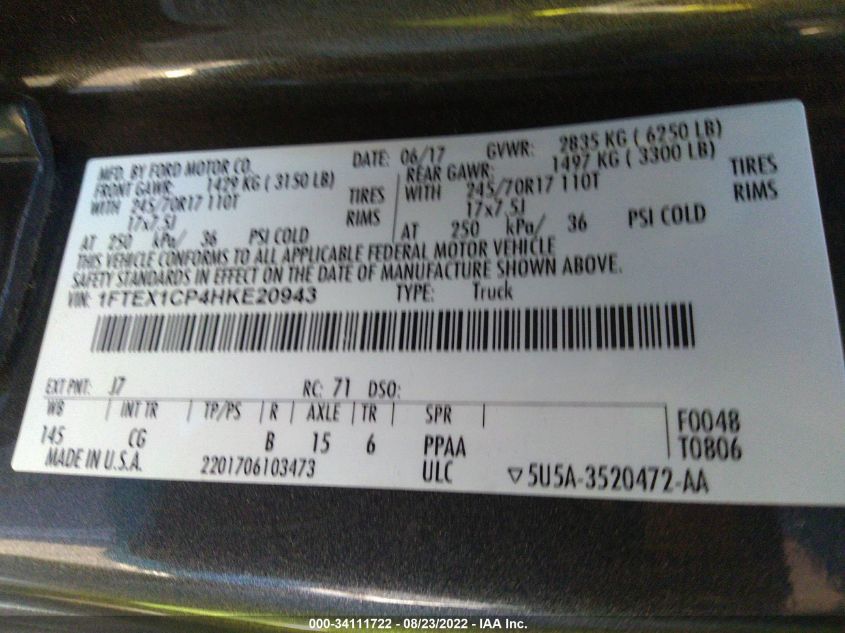 MFD. BY FORD MOTOR CO. DATE: 06/17 GVWR: 2835 KG ( 6250 LB)
FRONT GAWR: 1429 KG ( 3150 LB) REAR GAWR: 1497 KG ( 3300 LB)
WITH 245/70R17 110T TIRES WITH 245/70R17 110T TIRES
17x7.5J RIMS 17x7.5J RIMS
AT 250 kPa/ 36 PSI COLD AT 250 kPa/ 36 PSI COLD
THIS VEHICLE CONFORMS TO ALL APPLICABLE FEDERAL MOTOR VEHICLE
SAFETY STANDARDS IN EFFECT ON THE DATE OF MANUFACTURE SHOWN ABOVE.
VIN: 1FTEX1CP4HKE20943 TYPE: Truck
EXT PNT: J7 RC: 71 DSO:
WB | INT TR | TP/PS | R | AXLE | TR | SPR | F0048
145 CG B 15 6 PPAA T0806
MADE IN U.S.A. 2201706103473 ULC ▽5U5A-3520472-AA
000-34111722 - 08/23/2022 - IAA Inc.